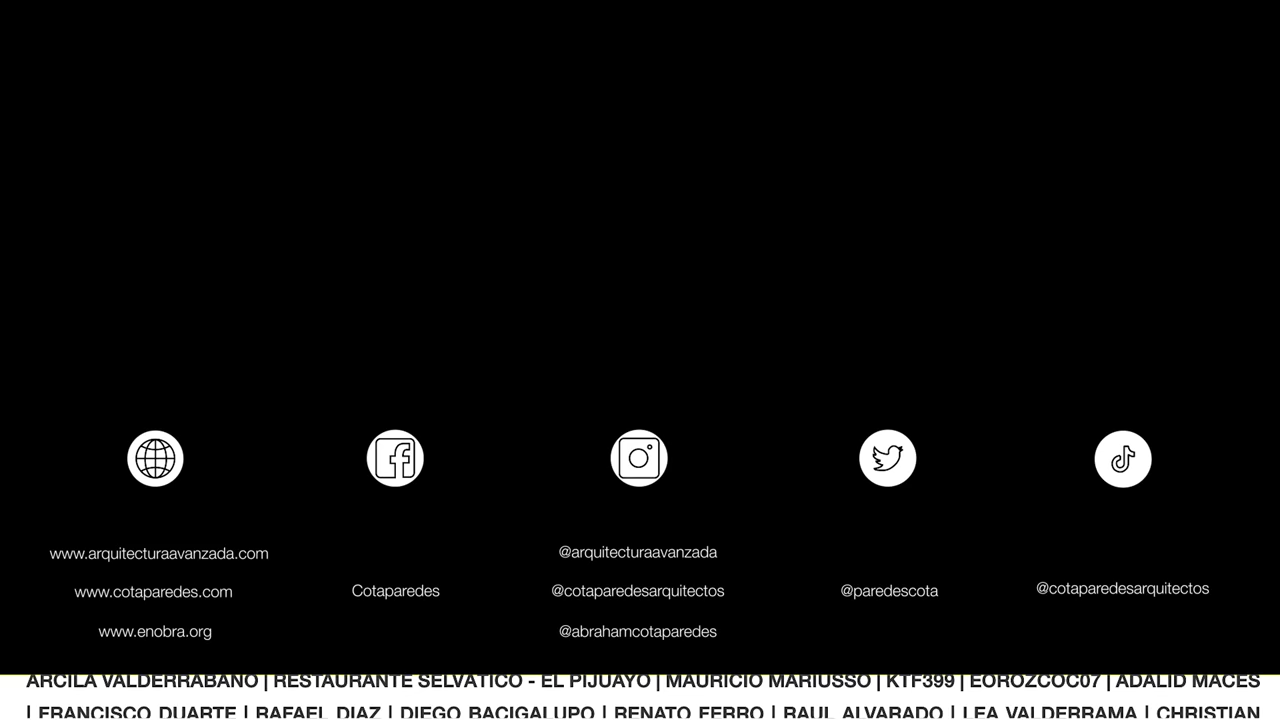 www.arquitecturaavanzada.com
www.cotaparedes.com
www.enobra.org
Cotaparedes
@arquitecturaavanzada
@cotaparedesarquitectos
@abrahamcotaparedes
@paredescota
@cotaparedesarquitectos
ARCILA VALDERRABANO | RESTAURANTE SELVÁTICO - EL PIJUAYO | MAURICIO MARIUSSO | KTF399 | EOROZCOC07 | ADALID MACES
| FRANCISCO DUARTE | RAFAEL DIAZ | DIEGO BACIGALUPO | RENATO FERRO | RAUL ALVARADO | LEA VALDERRAMA | CHRISTIAN